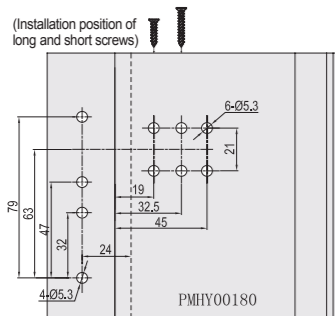 (Installation position of
long and short screws)
6-Ø5.3
21
19
32.5
45
79
63
47
32
24
4-Ø5.3
PMHY00180